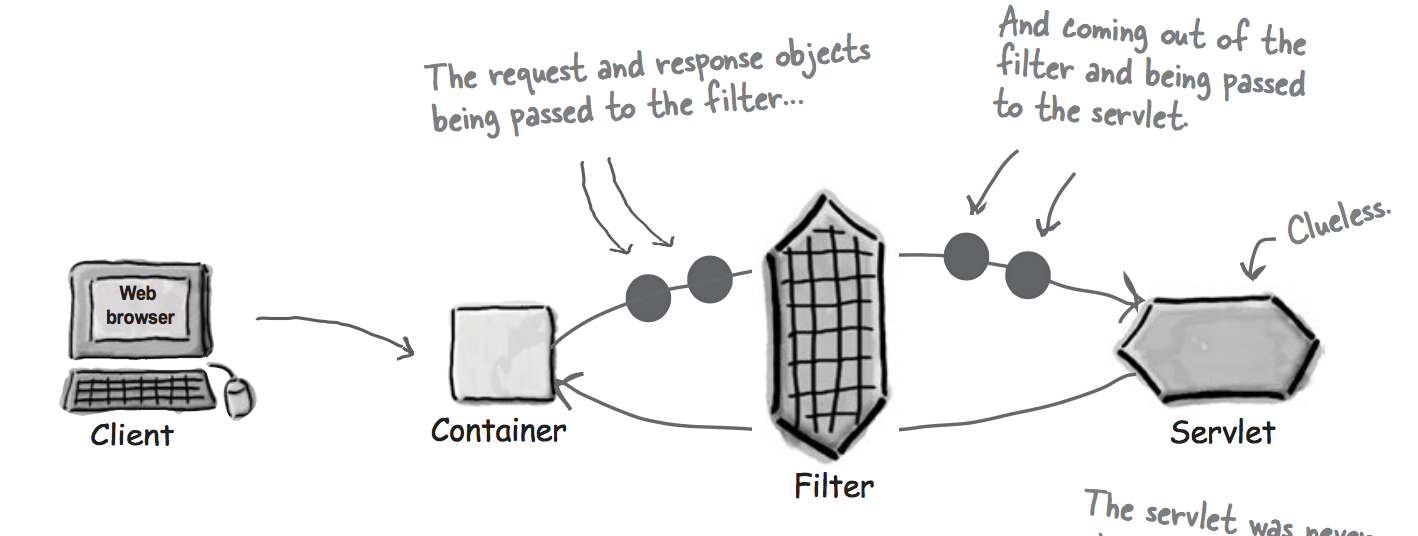 The request and response objects
being passed to the filter...
And coming out of the
filter and being passed
to the servlet.
Clueless.
Web
browser
Client
Container
Filter
Servlet
The servlet was never